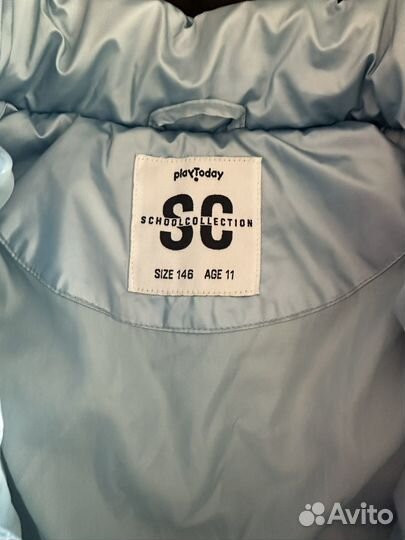 playToday
SC
SCHOOLCOLLECTION
SIZE 146 AGE 11
Avito